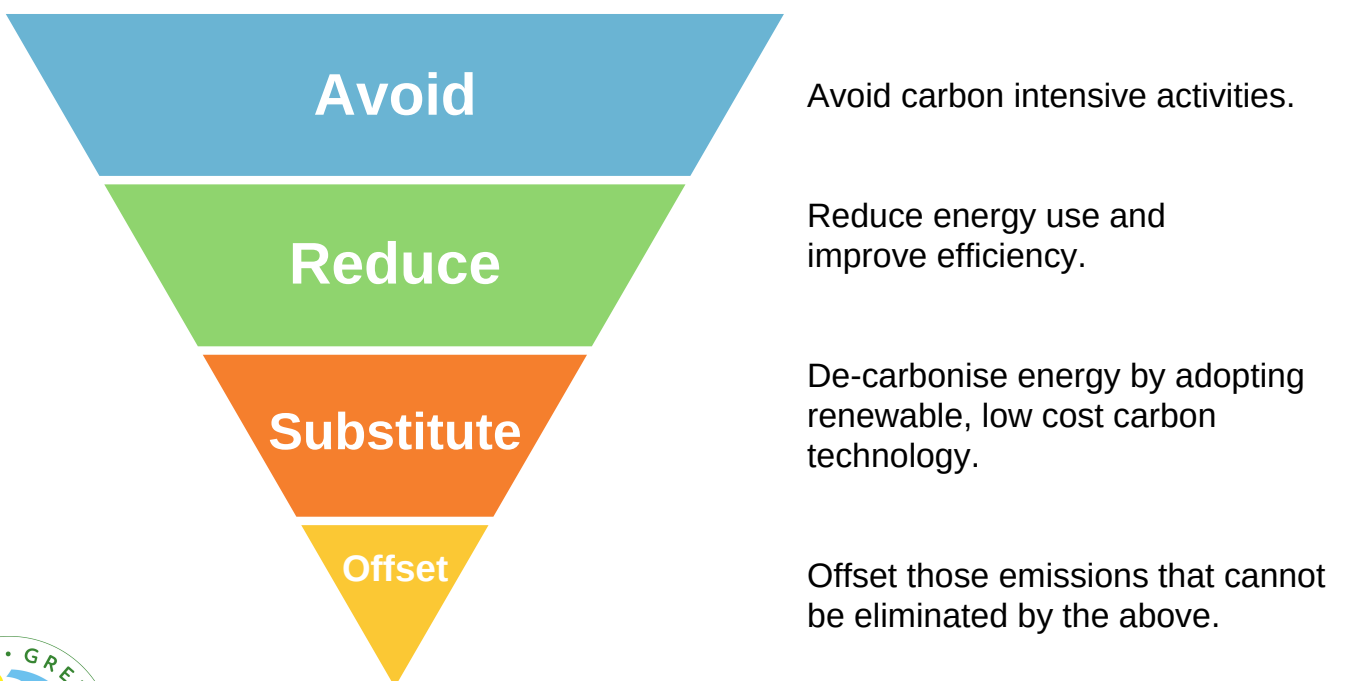 Avoid
Avoid carbon intensive activities.
Reduce
Reduce energy use and
improve efficiency.
Substitute
De-carbonise energy by adopting
renewable, low cost carbon
technology.
Offset
Offset those emissions that cannot
be eliminated by the above.